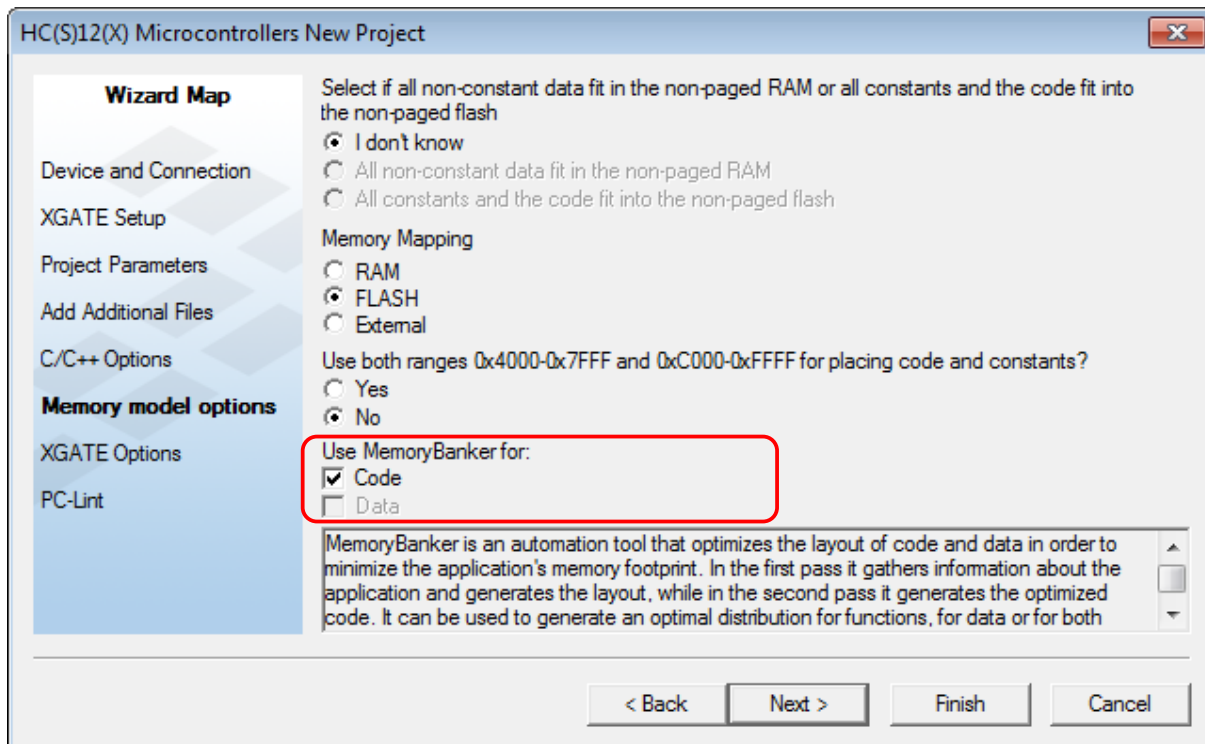 HC(S)12(X) Microcontrollers New Project
Wizard Map
Device and Connection
XGATE Setup
Project Parameters
Add Additional Files
C/C++ Options
Memory model options
XGATE Options
PC-Lint
Select if all non-constant data fit in the non-paged RAM or all constants and the code fit into
the non-paged flash
I don't know
All non-constant data fit in the non-paged RAM
All constants and the code fit into the non-paged flash
Memory Mapping
RAM
FLASH
External
Use both ranges 0x4000-0x7FFF and 0xC000-0xFFFF for placing code and constants?
Yes
No
Use MemoryBanker for:
Code
Data
MemoryBanker is an automation tool that optimizes the layout of code and data in order to
minimize the application's memory footprint. In the first pass it gathers information about the
application and generates the layout, while in the second pass it generates the optimized
code. It can be used to generate an optimal distribution for functions, for data or for both
< Back
Next >
Finish
Cancel